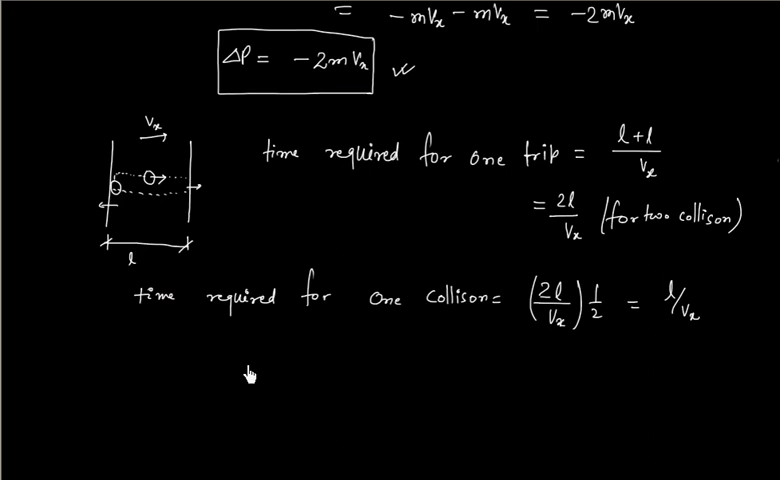 = -mVx - mVx = -2mVx
ΔP = -2mVx
Vx
time required for one trip = l+l/Vx
= 2l/Vx (for two collison)
l
time required for one collison = (2l/Vx) 1/2 = l/Vx